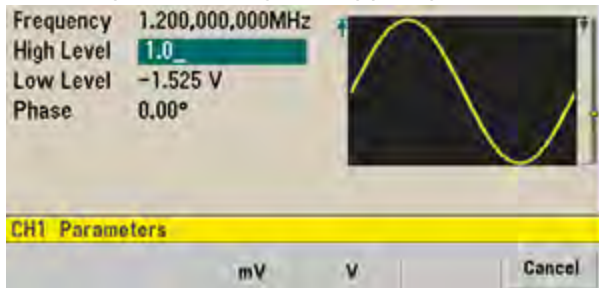 Frequency 1.200,000,000MHz
High Level 1.0_
Low Level -1.525 V
Phase 0.00°
CH1 Parameters
mV V Cancel